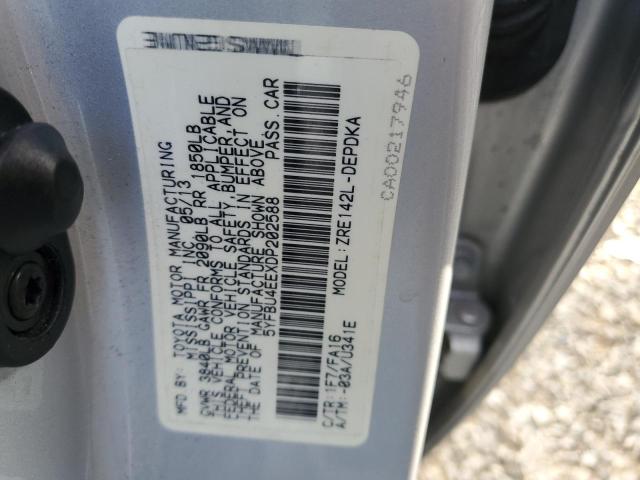 MFD BY: TOYOTA MOTOR MANUFACTURING
MISSISSIPPI INC. 05/13
GVWR 3840LB GAWR FR 2090LB RR 1850LB
THIS VEHICLE CONFORMS TO ALL APPLICABLE
FEDERAL MOTOR VEHICLE SAFETY, BUMPER, AND
THEFT PREVENTION STANDARDS IN EFFECT ON
THE DATE OF MANUFACTURE SHOWN ABOVE
5YFBU4EEXDP202588 PASS. CAR
MODEL: ZRE142L-DEPDKA
C/TR: 1F7/FA16
A/TM: -03A/U341E
CA00217946